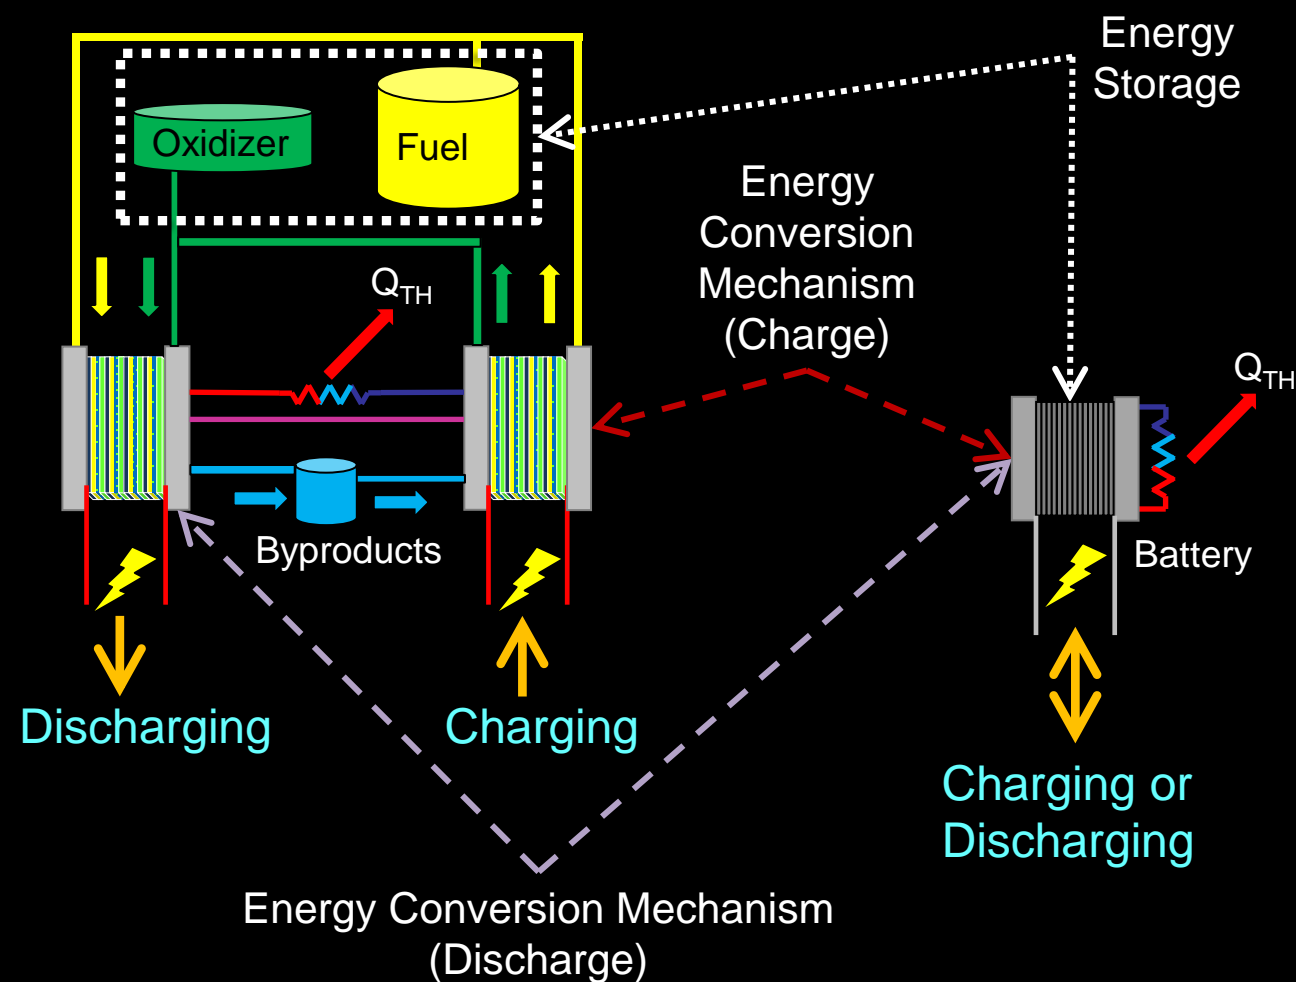 Energy
Storage
Oxidizer
Fuel
Energy
Conversion
Mechanism
(Charge)
QTH
QTH
Byproducts
Battery
Discharging
Charging
Charging or
Discharging
Energy Conversion Mechanism
(Discharge)